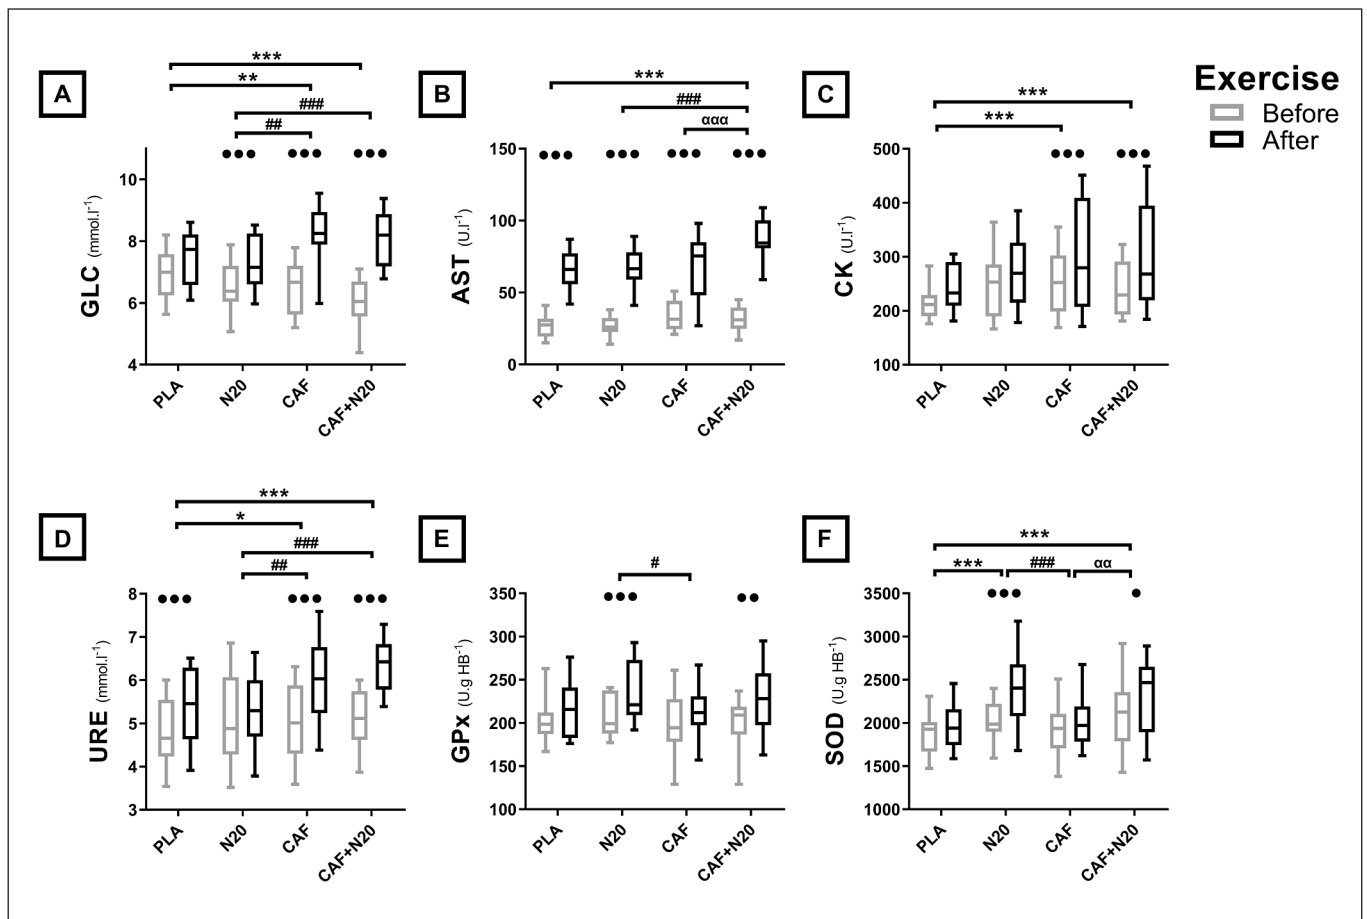 Exercise
Before
After
A
***
**
###
##
●●● ●●● ●●●
GLC (mmol.l-1)
10
8
6
4
PLA N20 CAF CAF+N20
B
***
###
ααα
●●● ●●● ●●● ●●●
AST (U.l-1)
150
100
50
0
PLA N20 CAF CAF+N20
C
***
***
●●● ●●●
CK (U.l-1)
500
400
300
200
100
PLA N20 CAF CAF+N20
D
***
*
###
##
●●● ●●● ●●●
URE (mmol.l-1)
8
7
6
5
4
3
PLA N20 CAF CAF+N20
E
#
●●● ●●
GPx (U.g HB-1)
350
300
250
200
150
100
PLA N20 CAF CAF+N20
F
***
*** ### αα
●●● ●
SOD (U.g HB-1)
3500
3000
2500
2000
1500
1000
PLA N20 CAF CAF+N20